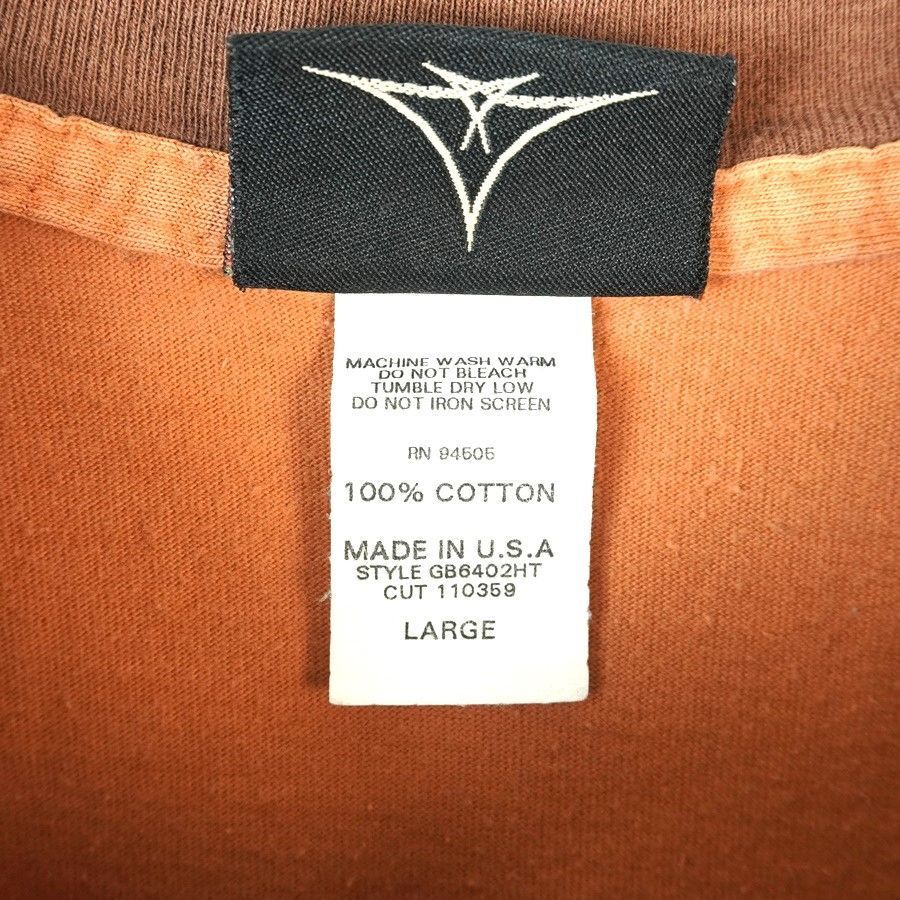 MACHINE WASH WARM
DO NOT BLEACH
TUMBLE DRY LOW
DO NOT IRON SCREEN
RN 94505
100% COTTON
MADE IN U.S.A
STYLE GB6402HT
CUT 110359
LARGE